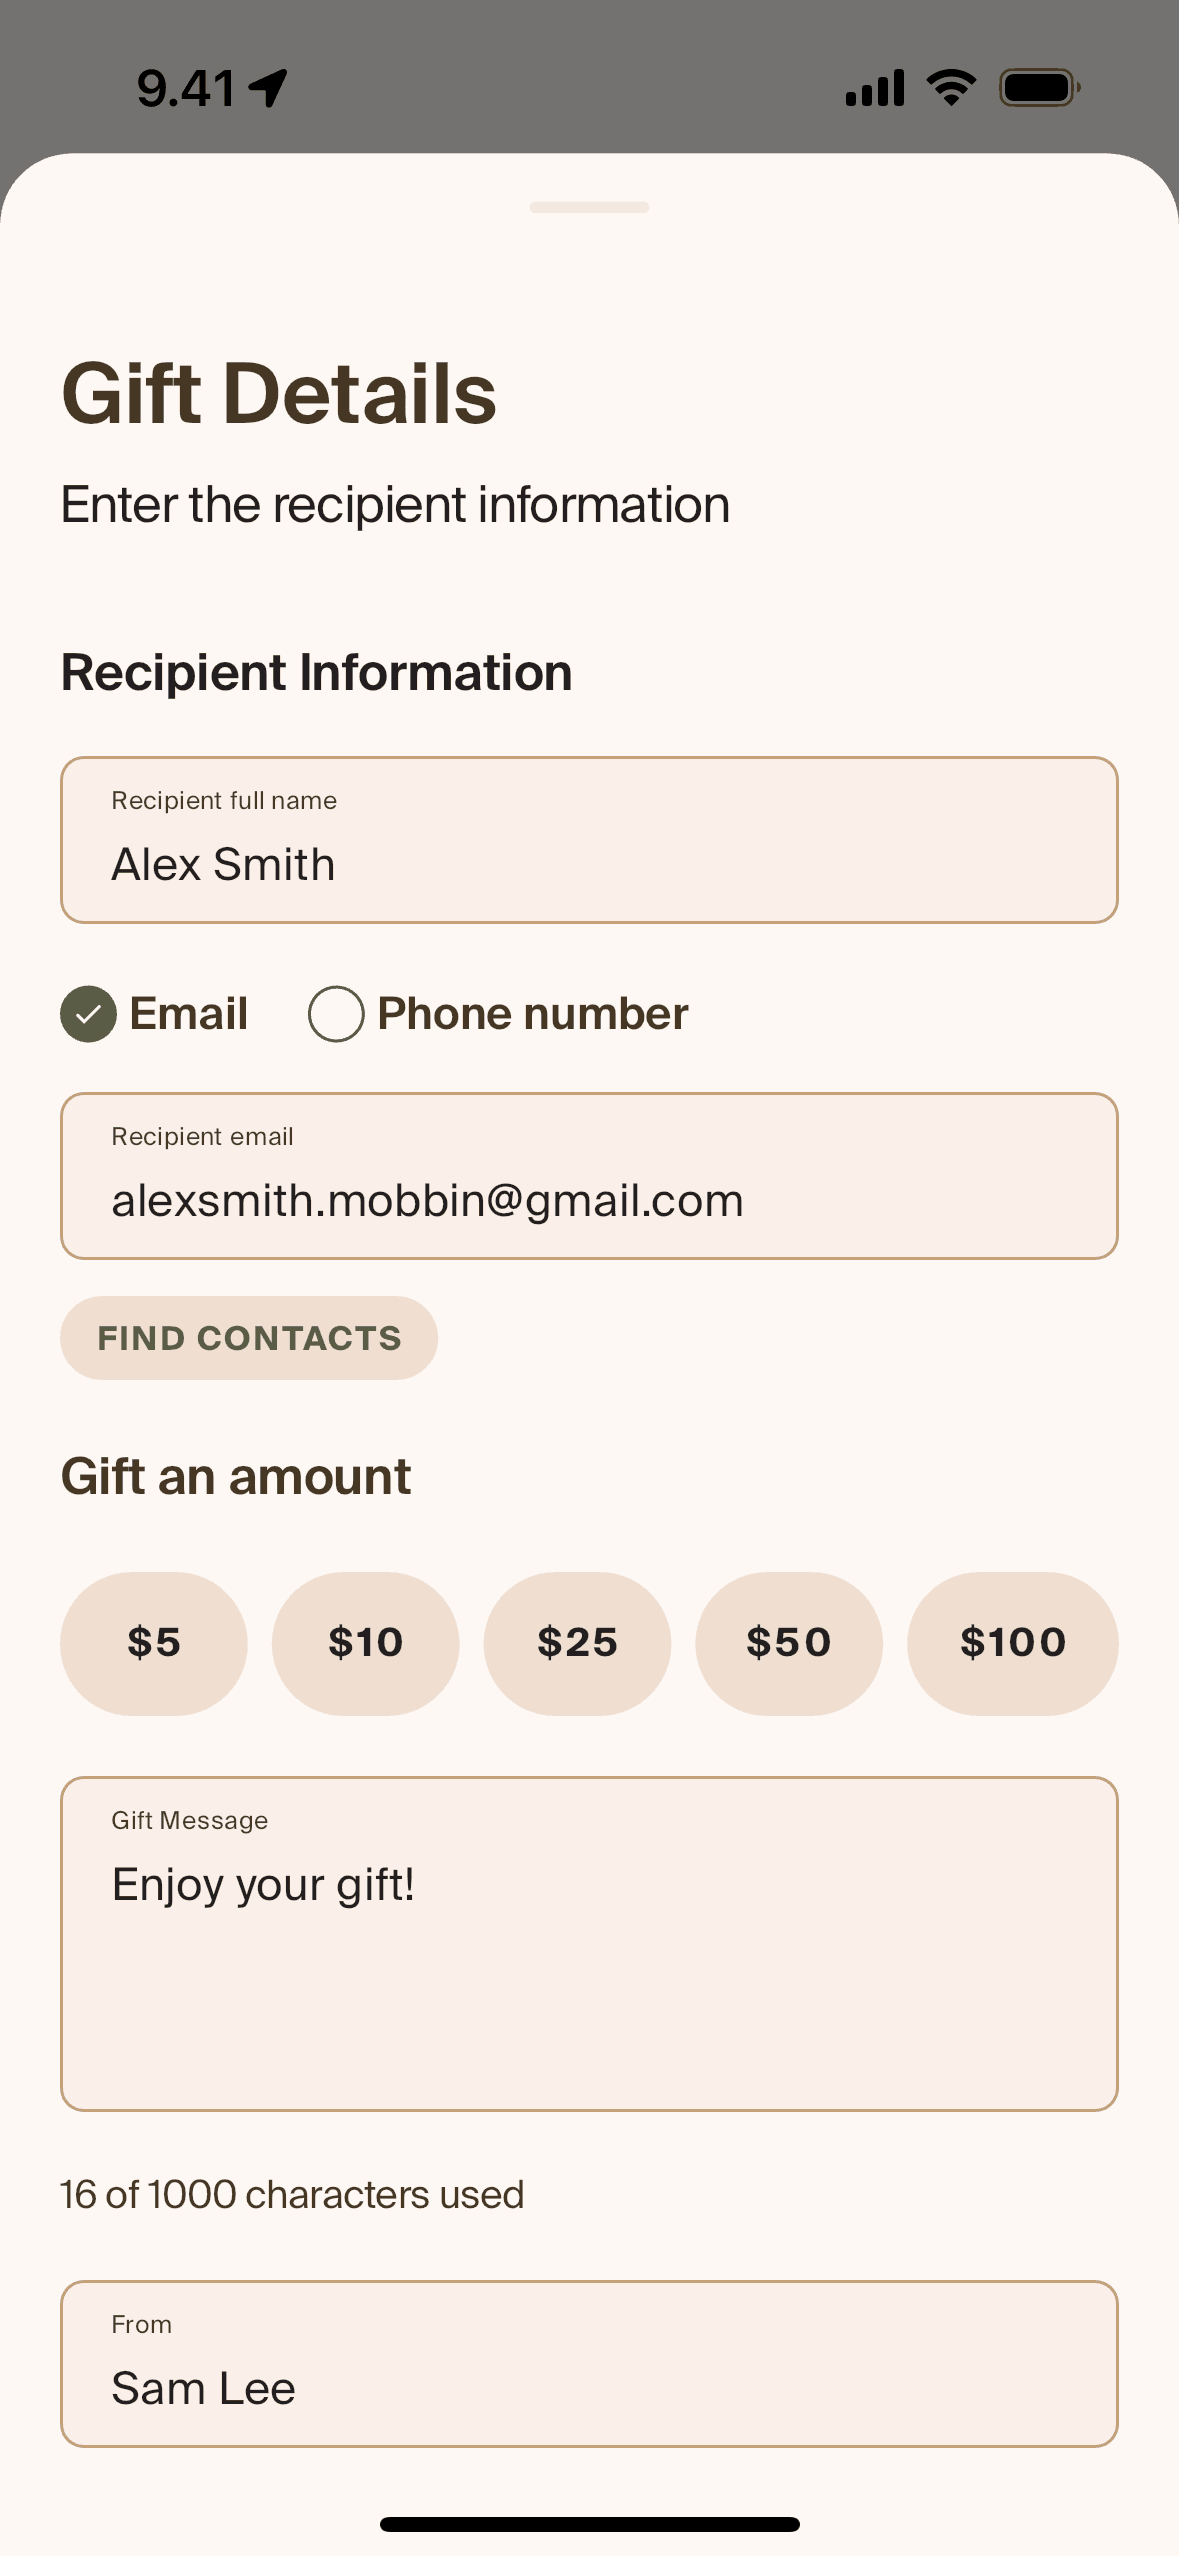 9.41
Gift Details
Enter the recipient information
Recipient Information
Recipient full name
Alex Smith
Email Phone number
Recipient email
alexsmith.mobbin@gmail.com
FIND CONTACTS
Gift an amount
$5 $10 $25 $50 $100
Gift Message
Enjoy your gift!
16 of 1000 characters used
From
Sam Lee